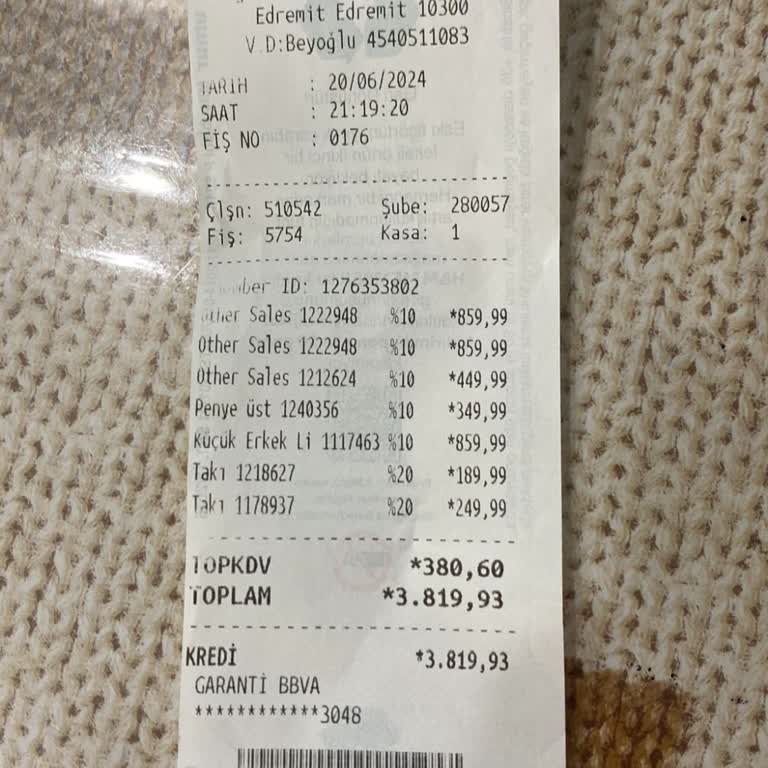 Edremit Edremit 10300
V.D:Beyoğlu 4540511083
TARIH : 20/06/2024
SAAT : 21:19:20
FİŞ NO : 0176
Çlşn: 510542 Şube: 280057
Fiş: 5754 Kasa: 1
Member ID: 1276353802
Other Sales 1222948 %10 *859,99
Other Sales 1222948 %10 *859,99
Other Sales 1212624 %10 *449,99
Penye üst 1240356 %10 *349,99
Küçük Erkek Li 1117463 %10 *859,99
Takı 1218627 %20 *189,99
Takı 1178937 %20 *249,99
TOPKDV *380,60
TOPLAM *3.819,93
KREDİ *3.819,93
GARANTİ BBVA
************3048